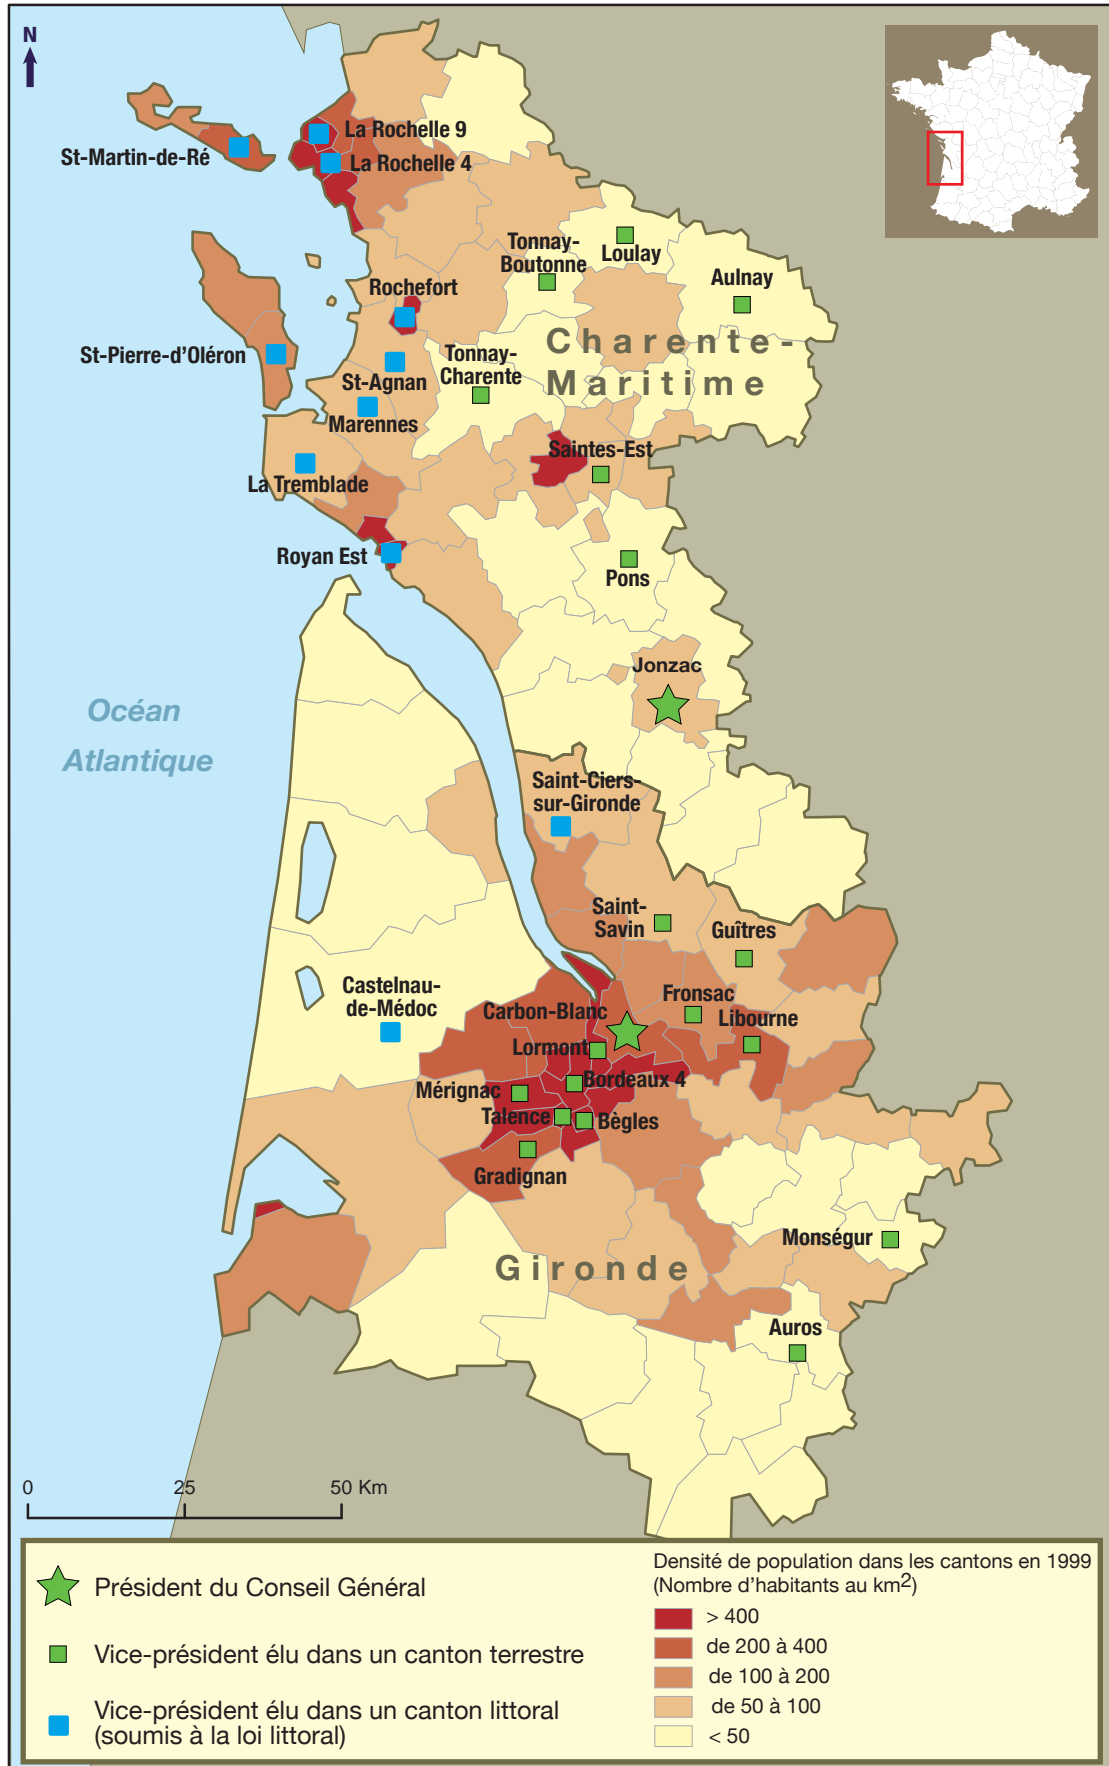 N
La Rochelle 9
St-Martin-de-Ré
La Rochelle 4
Tonnay-
Boutonne
Loulay
Aulnay
Rochefort
Charente-
Maritime
St-Pierre-d'Oléron
Tonnay-
Charente
St-Agnan
Marennes
Saintes-Est
La Tremblade
Royan Est
Pons
Jonzac
Océan
Atlantique
Saint-Ciers-
sur-Gironde
Saint-
Savin
Guîtres
Castelnau-
de-Médoc
Fronsac
Carbon-Blanc
Libourne
Lormont
Bordeaux 4
Mérignac
Talence
Bègles
Gradignan
Monségur
Gironde
Auros
0 25 50 Km
Président du Conseil Général
Vice-président élu dans un canton terrestre
Vice-président élu dans un canton littoral
(soumis à la loi littoral)
Densité de population dans les cantons en 1999
(Nombre d'habitants au km2)
> 400
de 200 à 400
de 100 à 200
de 50 à 100
< 50